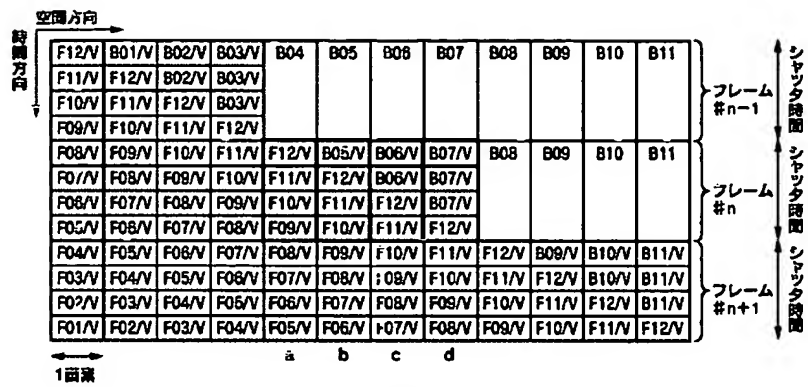 空間方向
時間方向
F12/V B01/V B02/V B03/V B04 B05 B06 B07 B08 B09 B10 B11
F11/V F12/V B02/V B03/V
F10/V F11/V F12/V B03/V
F09/V F10/V F11/V F12/V
フレーム
#n-1
シャッタ時間
F08/V F09/V F10/V F11/V F12/V B05/V B06/V B07/V B08 B09 B10 B11
F07/V F08/V F09/V F10/V F11/V F12/V B06/V B07/V
F06/V F07/V F08/V F09/V F10/V F11/V F12/V B07/V
F05/V F06/V F07/V F08/V F09/V F10/V F11/V F12/V
フレーム
#n
シャッタ時間
F04/V F05/V F06/V F07/V F08/V F09/V F10/V F11/V F12/V B09/V B10/V B11/V
F03/V F04/V F05/V F06/V F07/V F08/V F09/V F10/V F11/V F12/V B10/V B11/V
F02/V F03/V F04/V F05/V F06/V F07/V F08/V F09/V F10/V F11/V F12/V B11/V
F01/V F02/V F03/V F04/V F05/V F06/V F07/V F08/V F09/V F10/V F11/V F12/V
フレーム
#n+1
シャッタ時間
a b c d
1画素